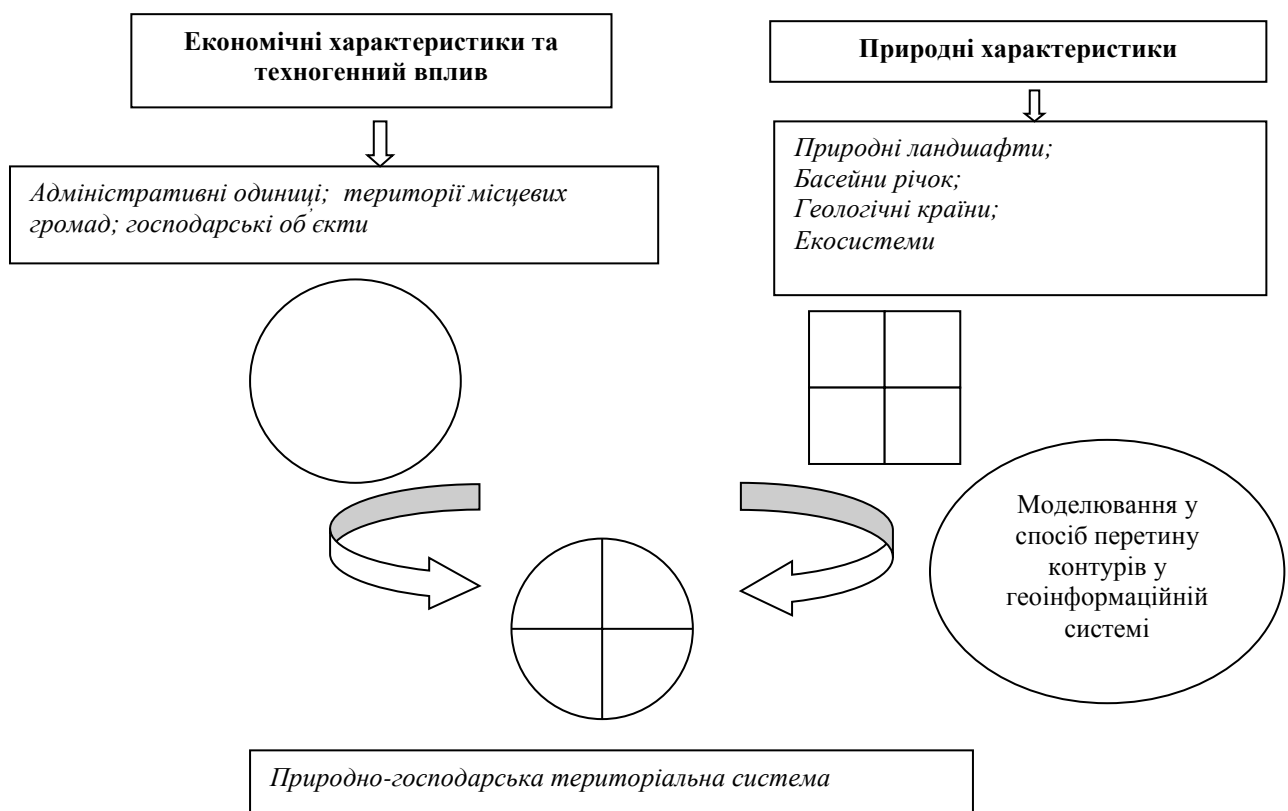 Економічні характеристики та
техногенний вплив
Природні характеристики
Адміністративні одиниці; території місцевих
громад; господарські об’єкти
Природні ландшафти;
Басейни річок;
Геологічні країни;
Екосистеми
Моделювання у
спосіб перетину
контурів у
геоінформаційній
системі
Природно-господарська територіальна система